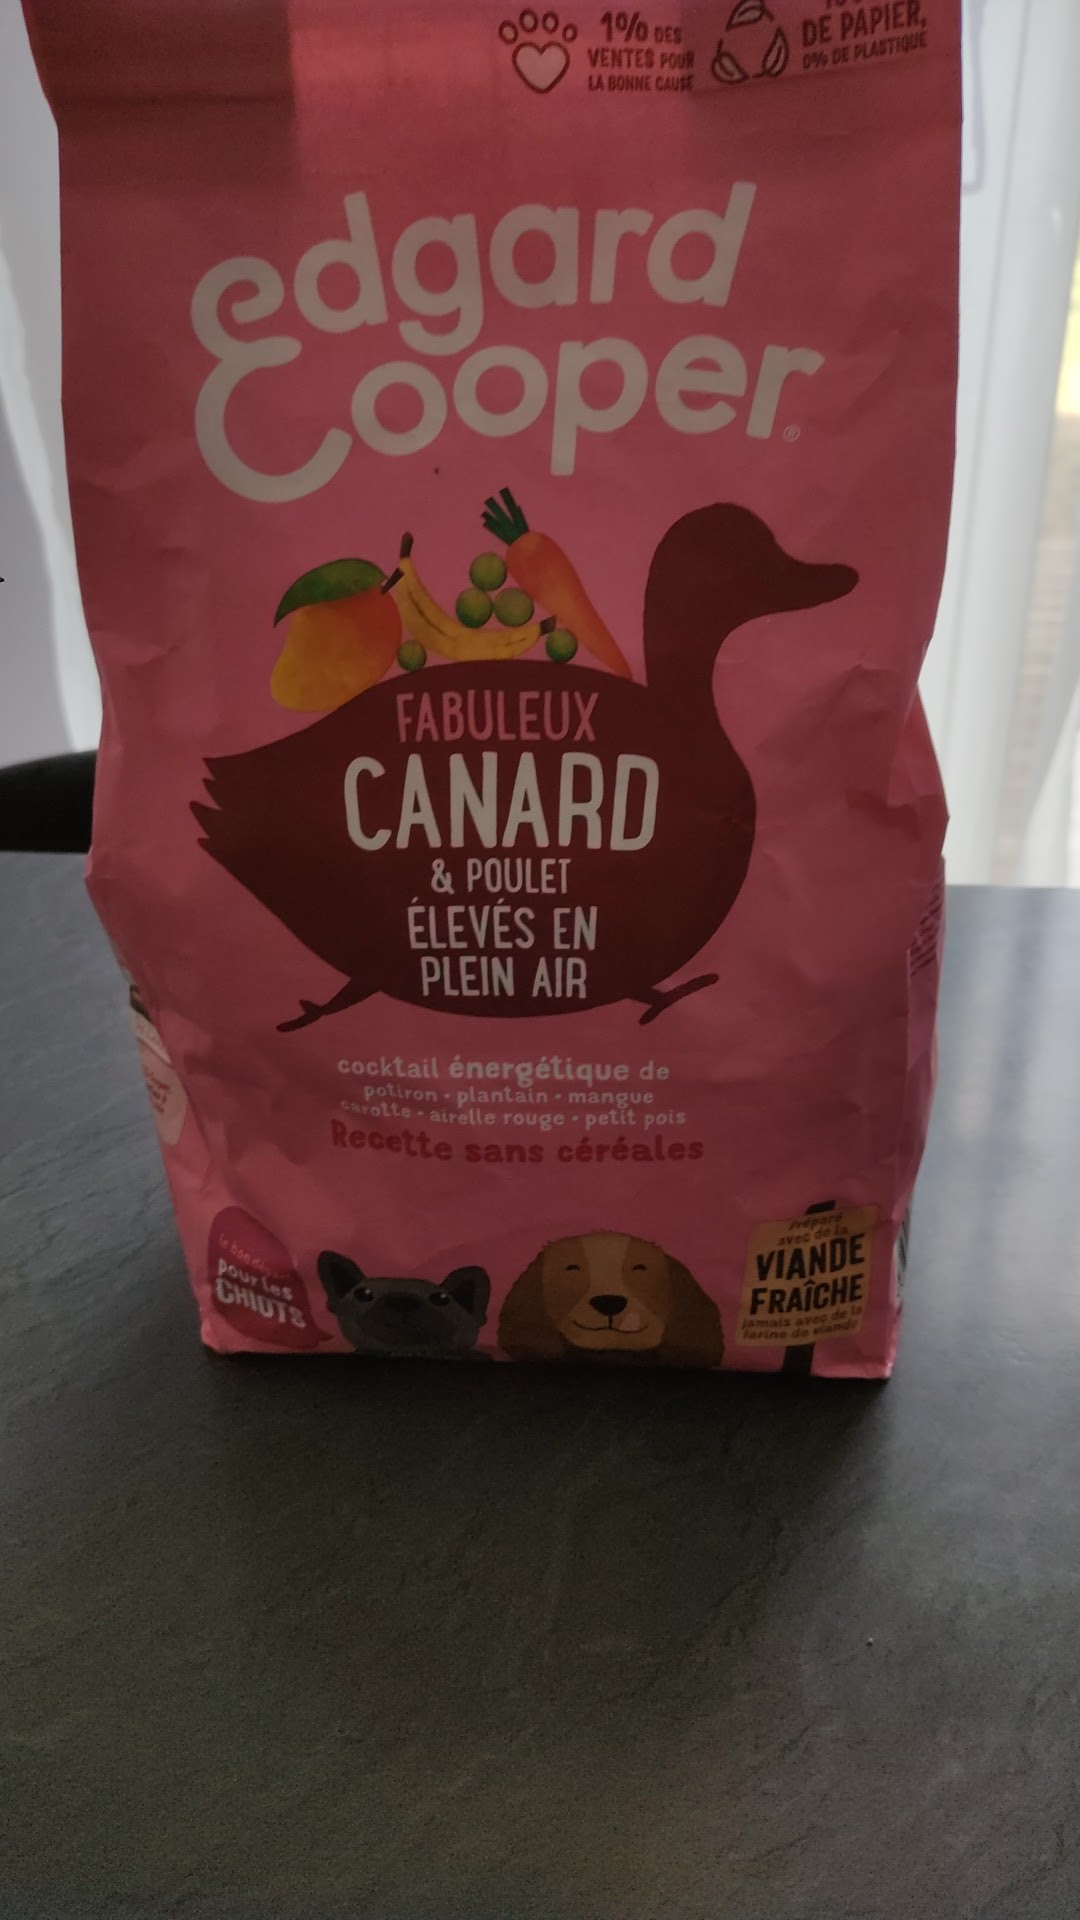 1% DES
VENTES POUR
LA BONNE CAUSE
DE PAPIER,
0% DE PLASTIQUE
edgard
Cooper®
FABULEUX
CANARD
& POULET
ÉLEVÉS EN
PLEIN AIR
cocktail énergétique de
potiron • plantain • mangue
carotte • airelle rouge • petit pois
Recette sans céréales
pour les
CHIOTS
Préparé
avec de la
VIANDE
FRAÎCHE
jamais avec de la
farine de viande